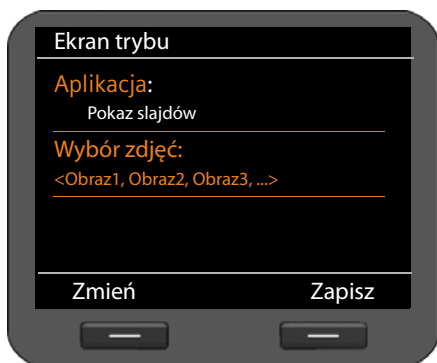 Ekran trybu
Aplikacja:
Pokaz slajdów
Wybór zdjęć:
<Obraz1, Obraz2, Obraz3, ...>
Zmień Zapisz